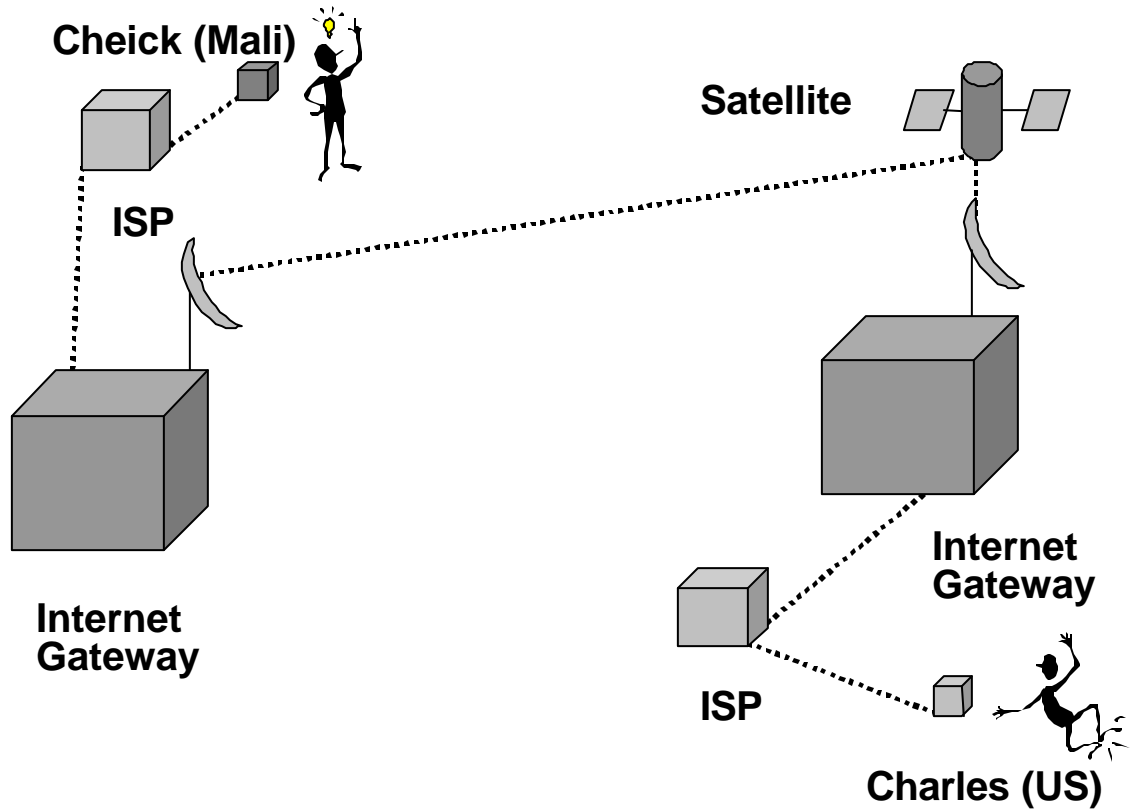 Cheick (Mali)
Satellite
ISP
Internet
Gateway
Internet
Gateway
ISP
Charles (US)